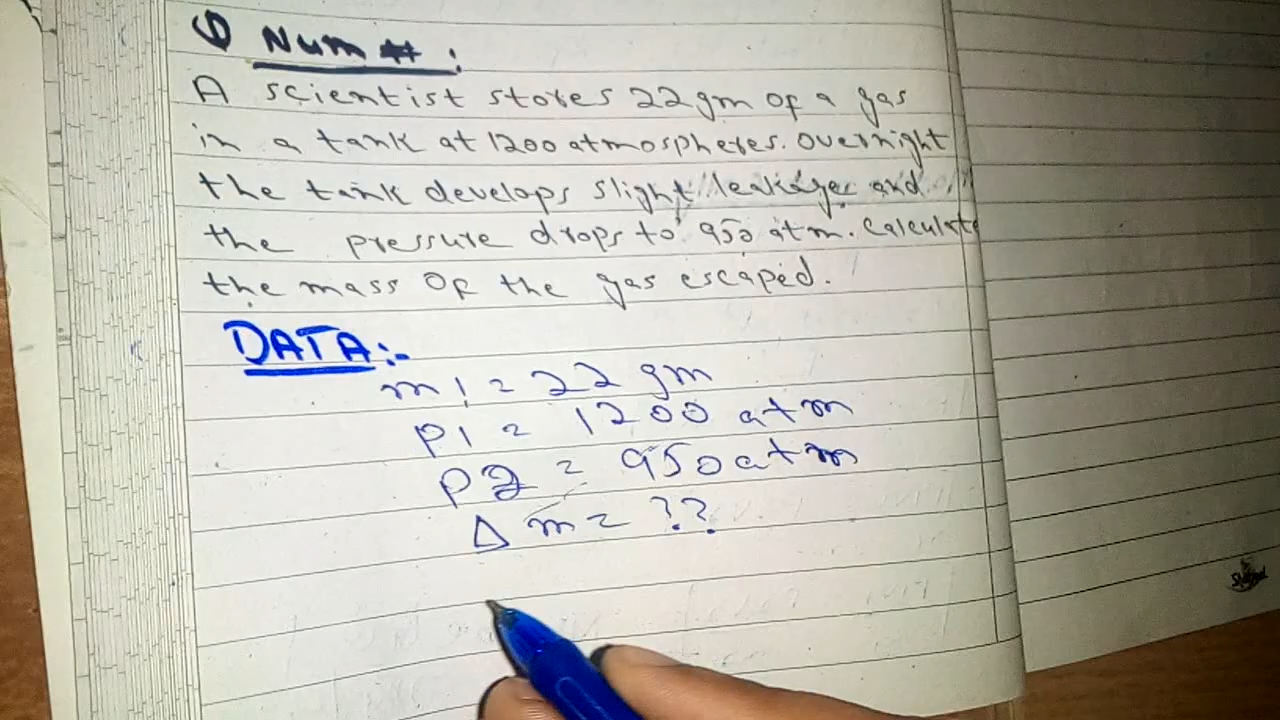 ① Num #:
A scientist stores 22gm of a gas
in a tank at 1200 atmospheres. overnight
the tank develops slight leakage and
the pressure drops to 950 atm. calculate
the mass of the gas escaped.
DATA:-
m1 = 22 gm
P1 = 1200 atm
P2 = 950 atm
Δm = ??